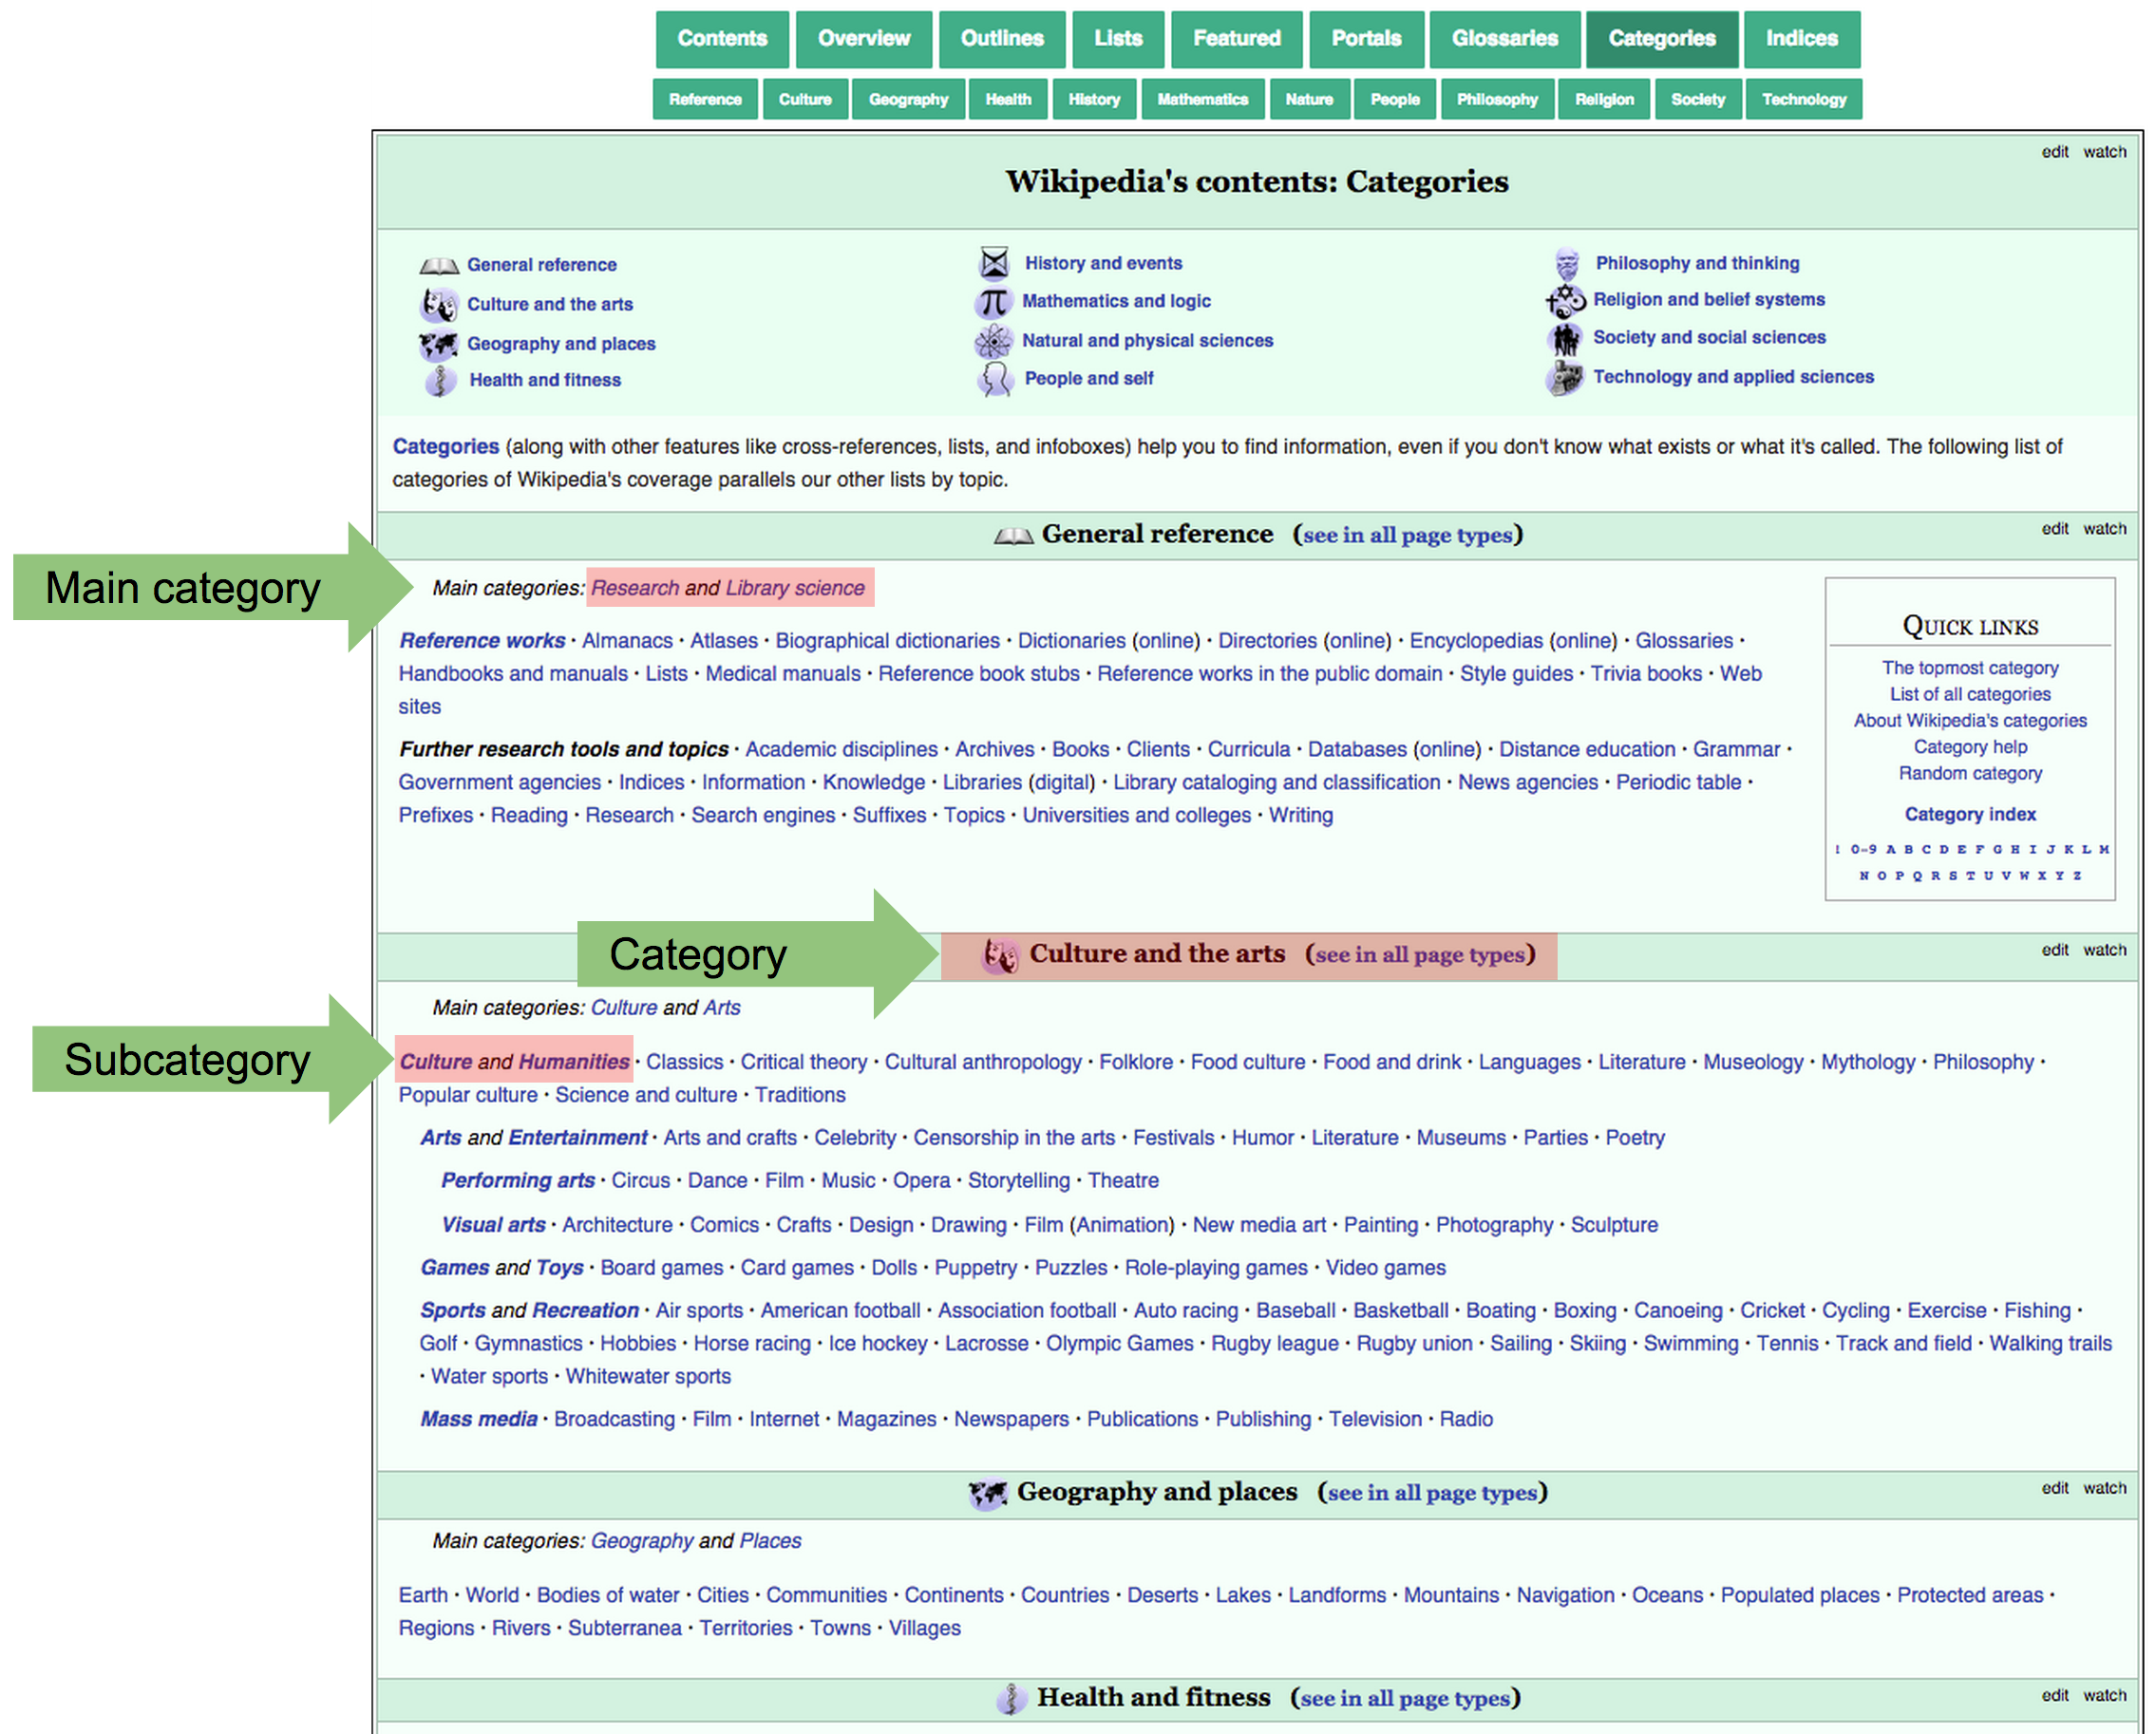 Contents Overview Outlines Lists Featured Portals Glossaries Categories Indices
Reference Culture Geography Health History Mathematics Nature People Philosophy Religion Society Technology
edit watch
Wikipedia's contents: Categories
General reference
Culture and the arts
Geography and places
Health and fitness
History and events
Mathematics and logic
Natural and physical sciences
People and self
Philosophy and thinking
Religion and belief systems
Society and social sciences
Technology and applied sciences
Categories (along with other features like cross-references, lists, and infoboxes) help you to find information, even if you don't know what exists or what it's called. The following list of
categories of Wikipedia's coverage parallels our other lists by topic.
General reference (see in all page types)
edit watch
Main category
Main categories: Research and Library science
Reference works · Almanacs · Atlases · Biographical dictionaries · Dictionaries (online) · Directories (online) · Encyclopedias (online) · Glossaries ·
Handbooks and manuals · Lists · Medical manuals · Reference book stubs · Reference works in the public domain · Style guides · Trivia books · Web
sites
Further research tools and topics · Academic disciplines · Archives · Books · Clients · Curricula · Databases (online) · Distance education · Grammar ·
Government agencies · Indices · Information · Knowledge · Libraries (digital) · Library cataloging and classification · News agencies · Periodic table ·
Prefixes · Reading · Research · Search engines · Suffixes · Topics · Universities and colleges · Writing
QUICK LINKS
The topmost category
List of all categories
About Wikipedia's categories
Category help
Random category
Category index
! 0-9 A B C D E F G H I J K L M
N O P Q R S T U V W X Y Z
Category
Culture and the arts (see in all page types)
edit watch
Main categories: Culture and Arts
Subcategory
Culture and Humanities · Classics · Critical theory · Cultural anthropology · Folklore · Food culture · Food and drink · Languages · Literature · Museology · Mythology · Philosophy ·
Popular culture · Science and culture · Traditions
Arts and Entertainment · Arts and crafts · Celebrity · Censorship in the arts · Festivals · Humor · Literature · Museums · Parties · Poetry
Performing arts · Circus · Dance · Film · Music · Opera · Storytelling · Theatre
Visual arts · Architecture · Comics · Crafts · Design · Drawing · Film (Animation) · New media art · Painting · Photography · Sculpture
Games and Toys · Board games · Card games · Dolls · Puppetry · Puzzles · Role-playing games · Video games
Sports and Recreation · Air sports · American football · Association football · Auto racing · Baseball · Basketball · Boating · Boxing · Canoeing · Cricket · Cycling · Exercise · Fishing ·
Golf · Gymnastics · Hobbies · Horse racing · Ice hockey · Lacrosse · Olympic Games · Rugby league · Rugby union · Sailing · Skiing · Swimming · Tennis · Track and field · Walking trails
· Water sports · Whitewater sports
Mass media · Broadcasting · Film · Internet · Magazines · Newspapers · Publications · Publishing · Television · Radio
Geography and places (see in all page types)
edit watch
Main categories: Geography and Places
Earth · World · Bodies of water · Cities · Communities · Continents · Countries · Deserts · Lakes · Landforms · Mountains · Navigation · Oceans · Populated places · Protected areas ·
Regions · Rivers · Subterranea · Territories · Towns · Villages
Health and fitness (see in all page types)
edit watch